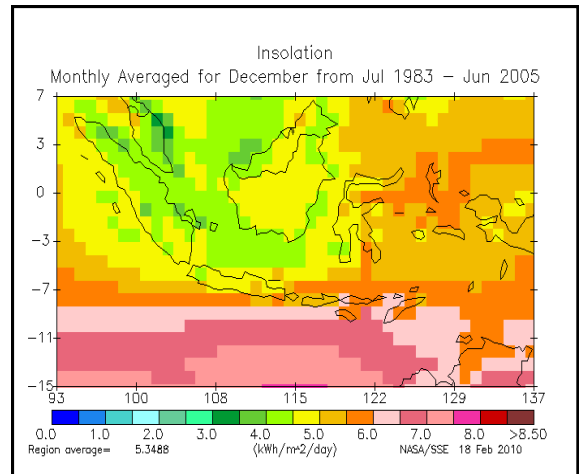 Insolation
Monthly Averaged for December from Jul 1983 – Jun 2005
7
3
0
−3
−7
−11
−15
93 100 108 115 122 129 137
0.0 1.0 2.0 3.0 4.0 5.0 6.0 7.0 8.0 >8.50
Region average= 5.3488 (kWh/m^2/day) NASA/SSE 18 Feb 2010